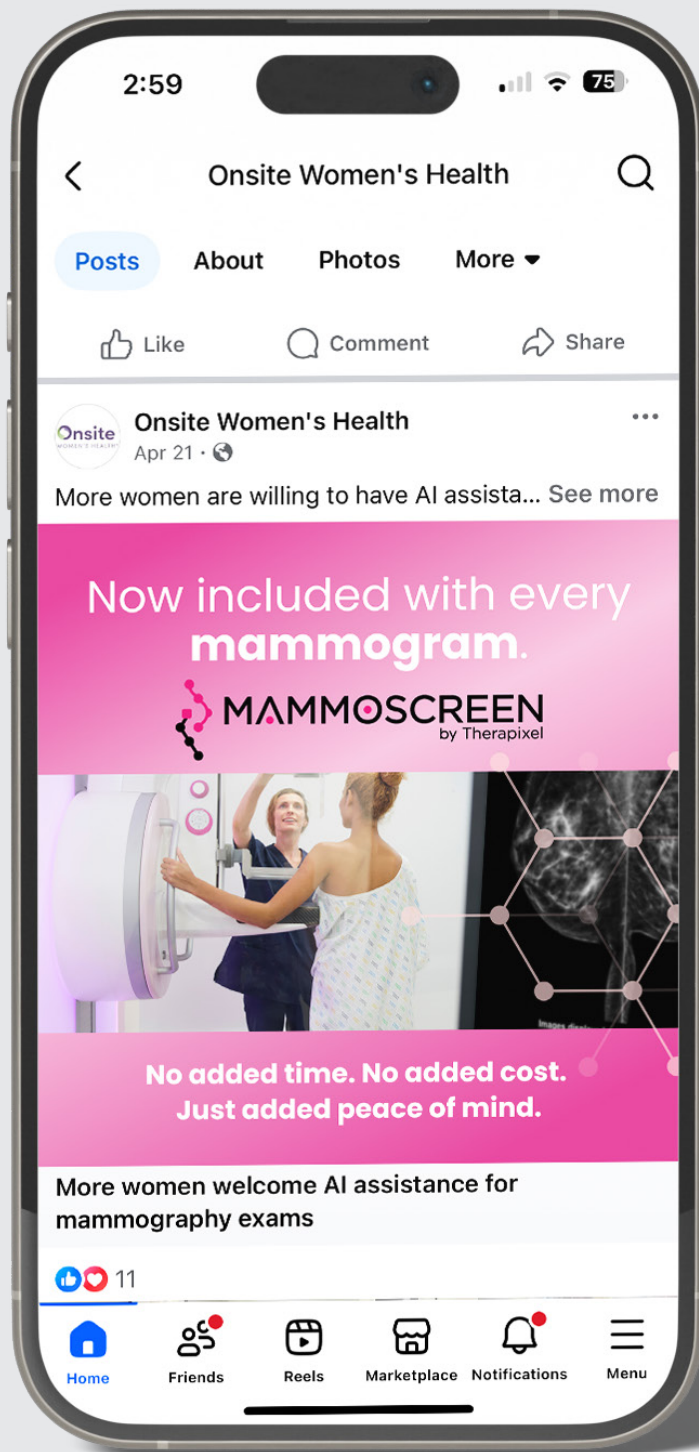 2:59
75
Onsite Women's Health
Posts
About
Photos
More
Like
Comment
Share
Onsite
WOMEN'S HEALTH
Onsite Women's Health
Apr 21 ·
More women are willing to have AI assista... See more
Now included with every
mammogram.
MAMMOSCREEN
by Therapixel
No added time. No added cost.
Just added peace of mind.
More women welcome AI assistance for
mammography exams
11
Home
Friends
Reels
Marketplace
Notifications
Menu